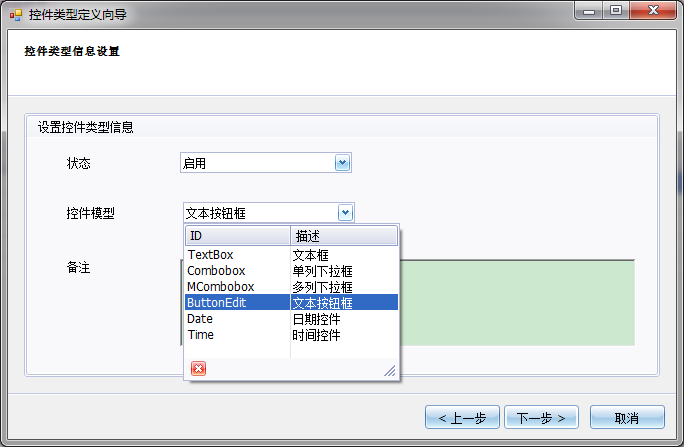 控件类型定义向导
控件类型信息设置
设置控件类型信息
状态 启用
控件模型 文本按钮框
ID 描述
TextBox 文本框
Combobox 单列下拉框
MCombobox 多列下拉框
ButtonEdit 文本按钮框
Date 日期控件
Time 时间控件
备注
< 上一步 下一步 > 取消